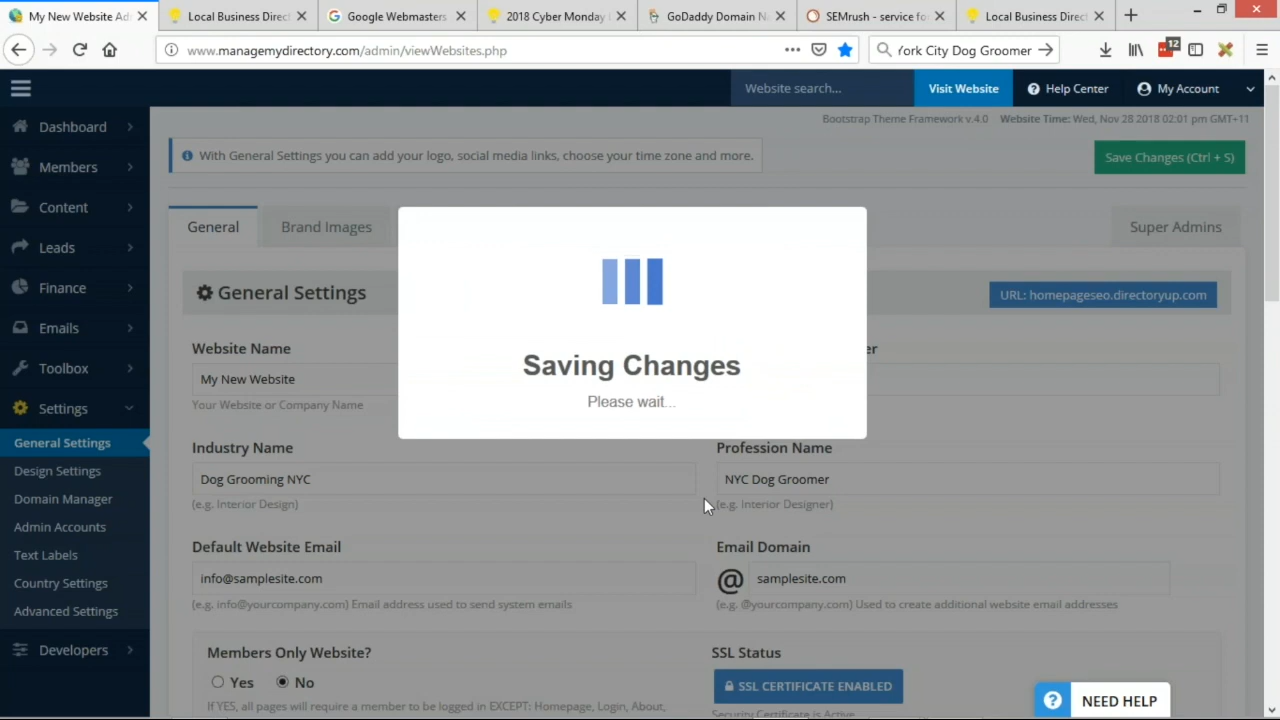 My New Website Ad
Local Business Direct
Google Webmasters
2018 Cyber Monday
GoDaddy Domain N
SEMrush - service fo
Local Business Direct
www.managemydirectory.com/admin/viewWebsites.php
York City Dog Groomer
12
Website search...
Visit Website
Help Center
My Account
Bootstrap Theme Framework v.4.0 Website Time: Wed, Nov 28 2018 02:01 pm GMT+11
Dashboard
Members
Content
Leads
Finance
Emails
Toolbox
Settings
General Settings
Design Settings
Domain Manager
Admin Accounts
Text Labels
Country Settings
Advanced Settings
Developers
With General Settings you can add your logo, social media links, choose your time zone and more.
Save Changes (Ctrl + S)
General
Brand Images
Super Admins
General Settings
URL: homepageseo.directoryup.com
Saving Changes
Please wait...
Website Name
My New Website
Your Website or Company Name
Industry Name
Dog Grooming NYC
(e.g. Interior Design)
Profession Name
NYC Dog Groomer
(e.g. Interior Designer)
Default Website Email
info@samplesite.com
(e.g. info@yourcompany.com) Email address used to send system emails
Email Domain
@ samplesite.com
(e.g. @yourcompany.com) Used to create additional website email addresses
Members Only Website?
Yes No
If YES, all pages will require a member to be logged in EXCEPT: Homepage, Login, About,
SSL Status
SSL CERTIFICATE ENABLED
Security Certificate is Active
? NEED HELP